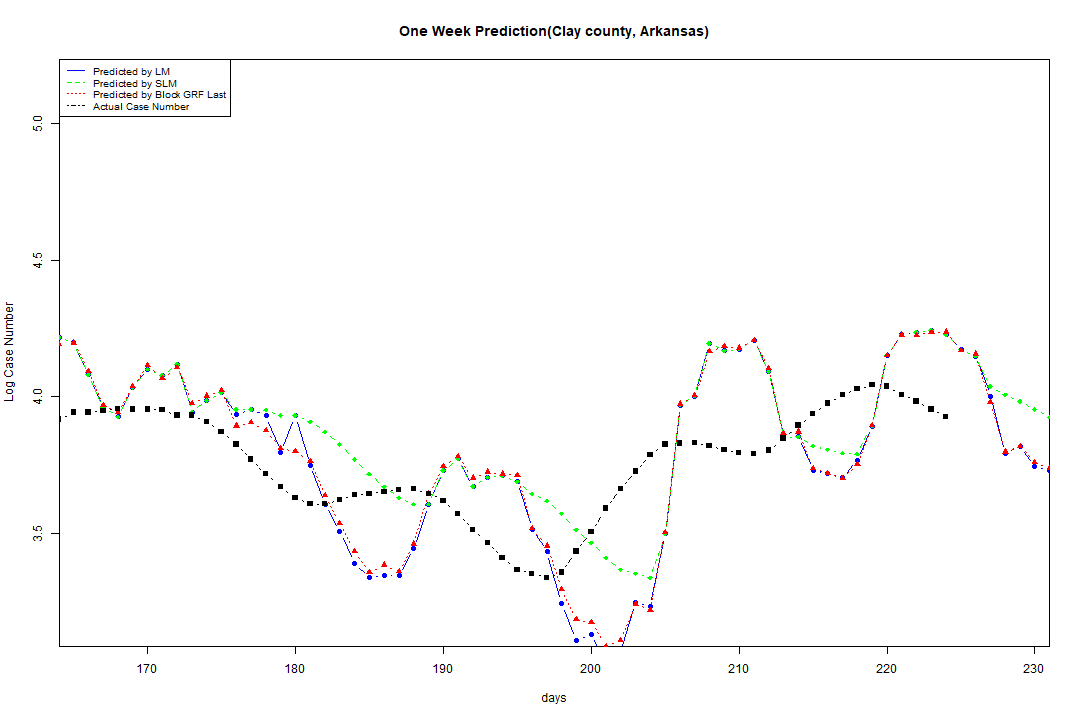 One Week Prediction(Clay county, Arkansas)
Predicted by LM
Predicted by SLM
Predicted by Block GRF Last
Actual Case Number
5.0
4.5
4.0
3.5
Log Case Number
170 180 190 200 210 220 230
days